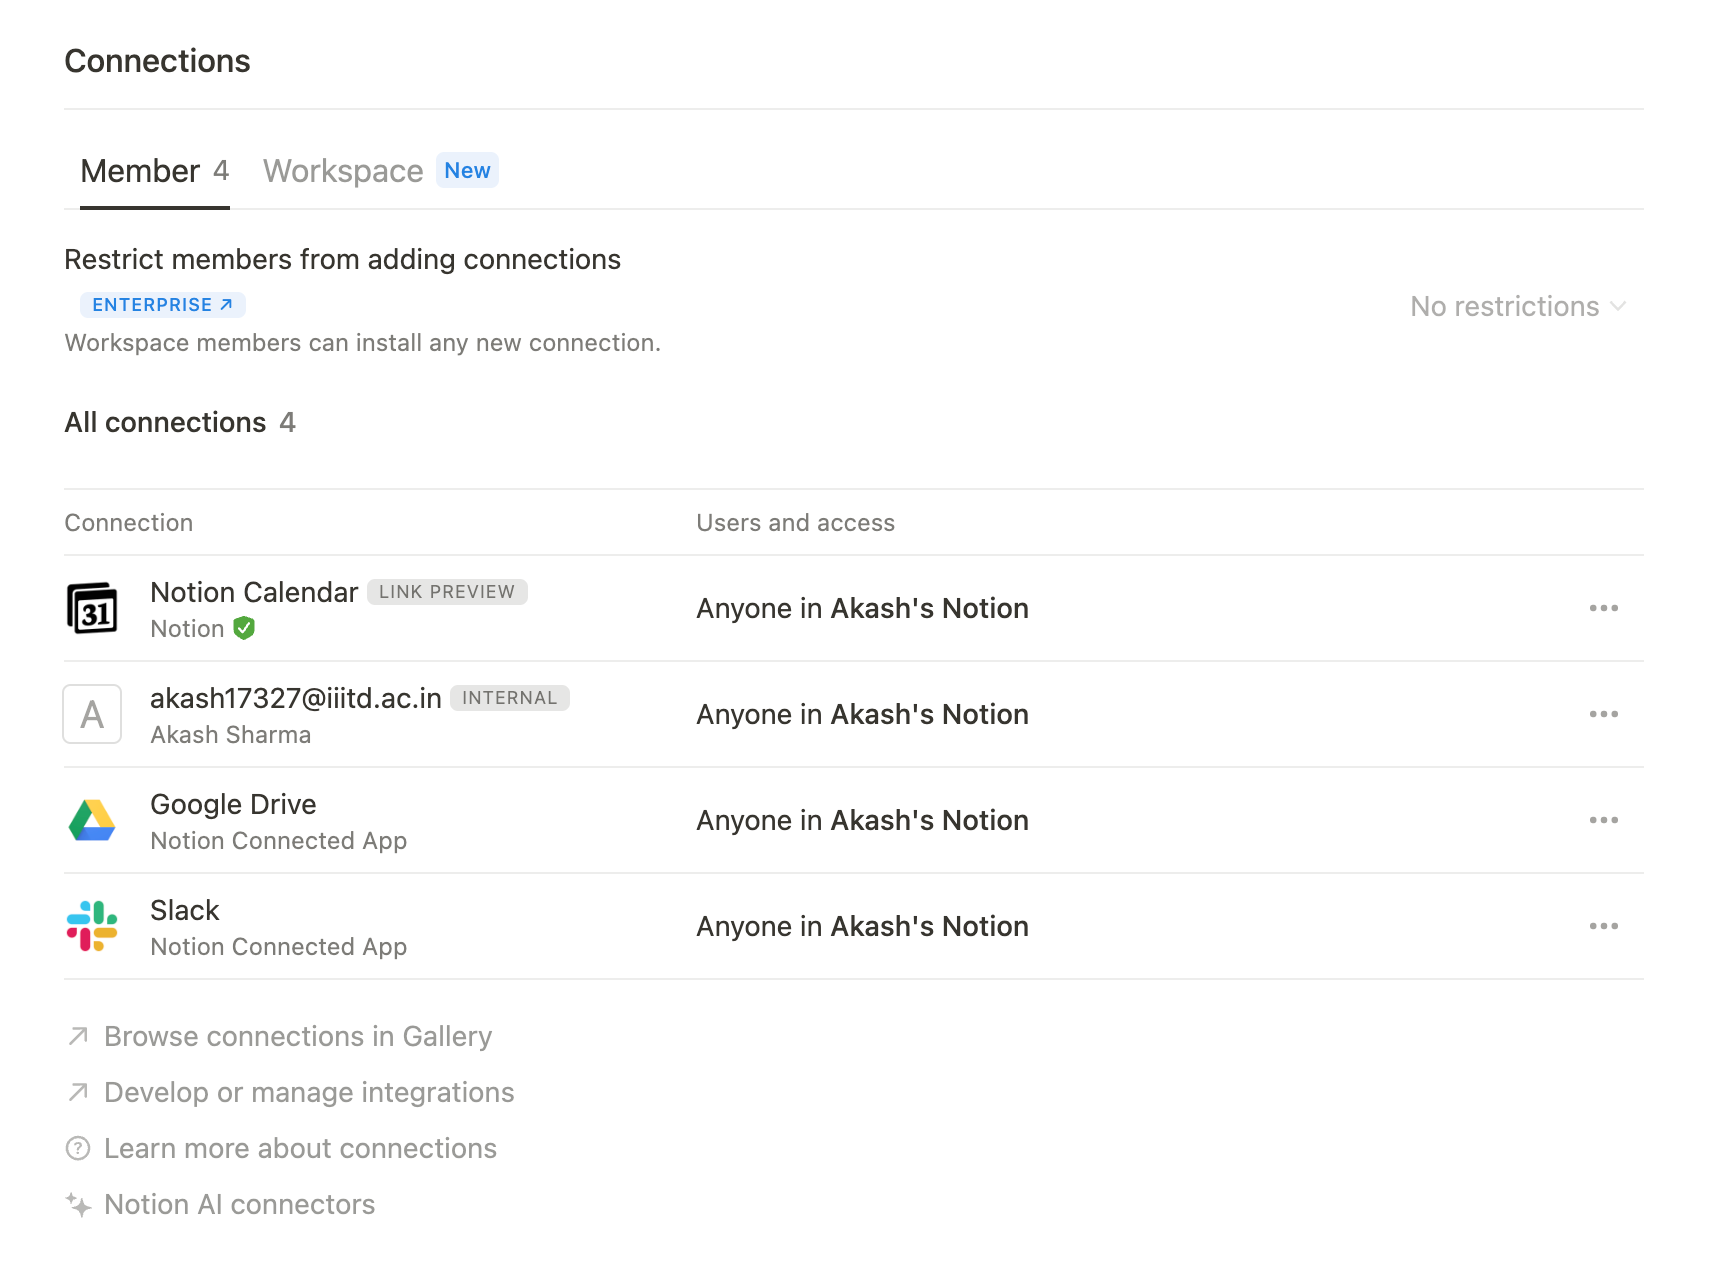 Connections
Member 4 Workspace New
Restrict members from adding connections
ENTERPRISE ↗
No restrictions
Workspace members can install any new connection.
All connections 4
Connection Users and access
31
Notion Calendar LINK PREVIEW
Notion
Anyone in Akash's Notion
A
akash17327@iiitd.ac.in INTERNAL
Akash Sharma
Anyone in Akash's Notion
Google Drive
Notion Connected App
Anyone in Akash's Notion
Slack
Notion Connected App
Anyone in Akash's Notion
Browse connections in Gallery
Develop or manage integrations
Learn more about connections
Notion AI connectors